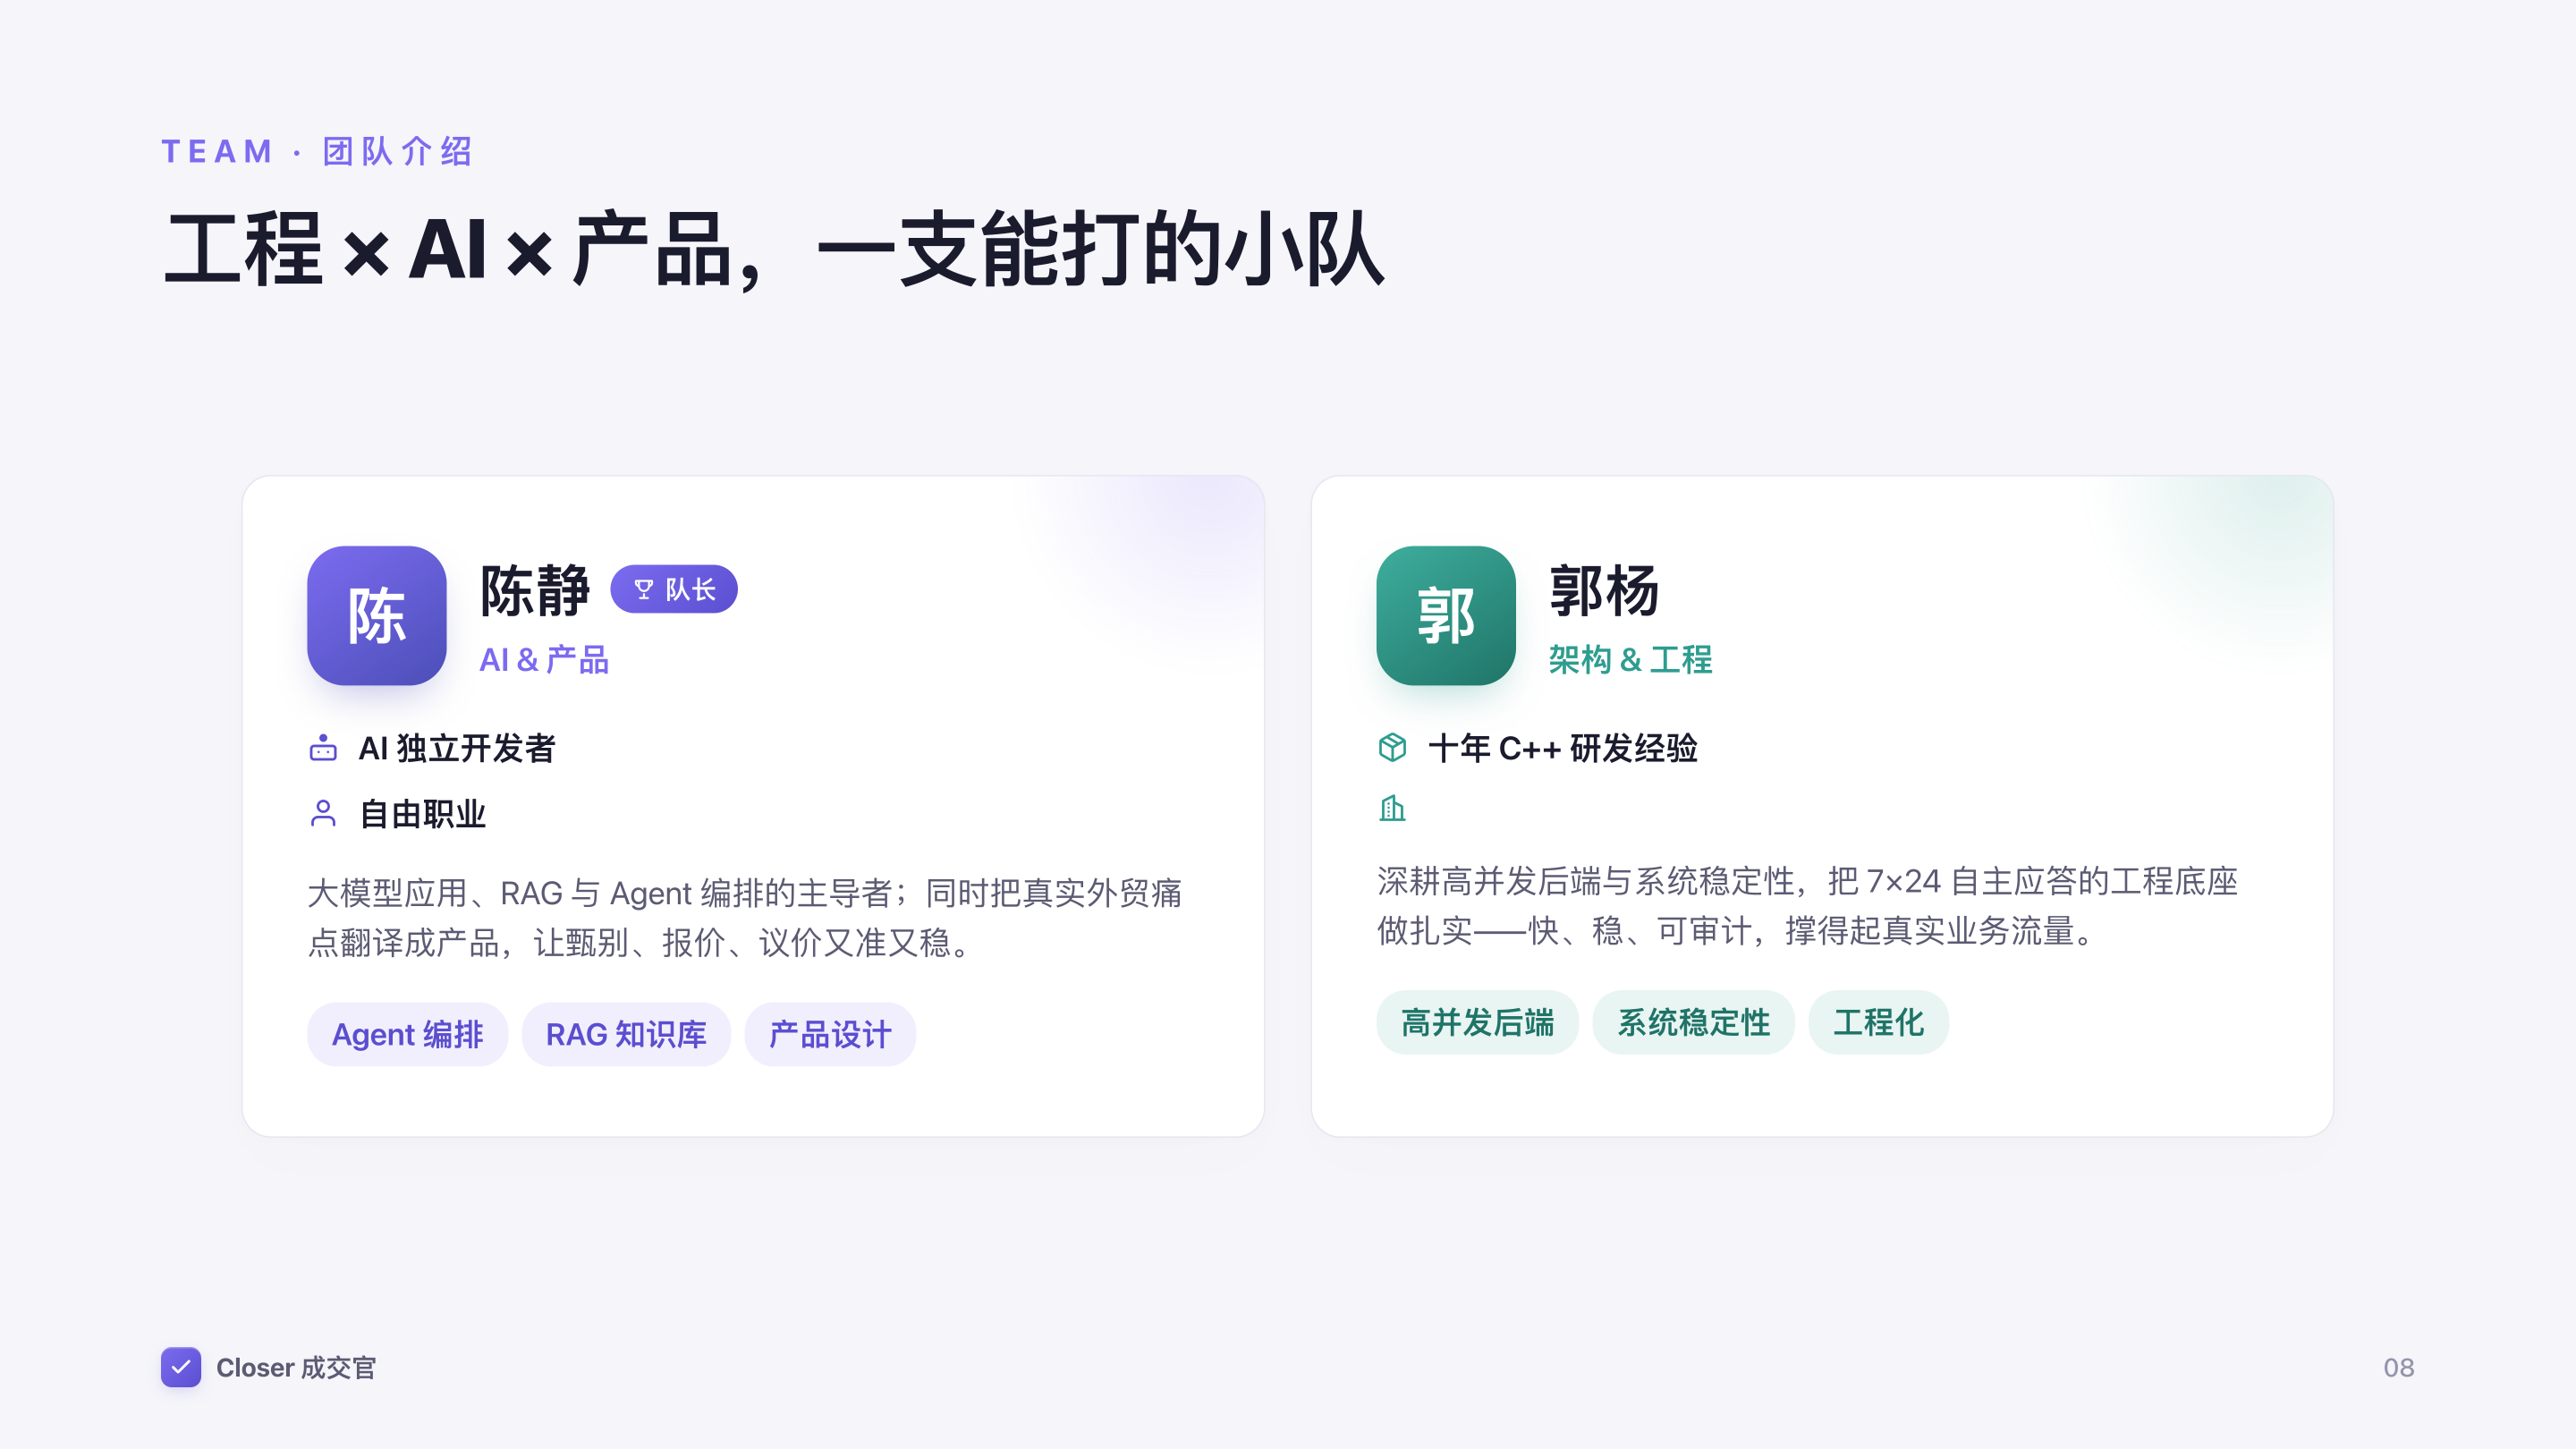 TEAM · 团队介绍
工程 × AI × 产品，一支能打的小队
陈
陈静
队长
AI & 产品
AI 独立开发者
自由职业
大模型应用、RAG 与 Agent 编排的主导者；同时把真实外贸痛
点翻译成产品，让甄别、报价、议价又准又稳。
Agent 编排
RAG 知识库
产品设计
郭
郭杨
架构 & 工程
十年 C++ 研发经验
深耕高并发后端与系统稳定性，把 7×24 自主应答的工程底座
做扎实——快、稳、可审计，撑得起真实业务流量。
高并发后端
系统稳定性
工程化
Closer 成交官
08